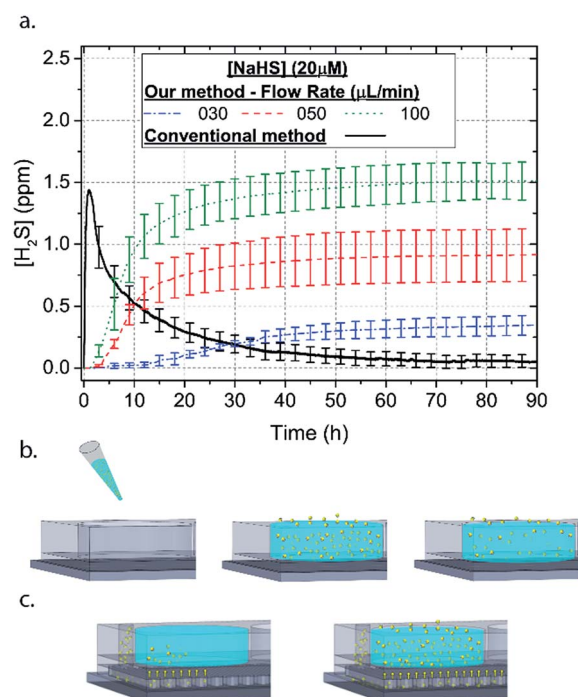 a.
[NaHS] (20µM)
Our method - Flow Rate (µL/min)
030 050 100
Conventional method
2.5
2.0
1.5
1.0
0.5
0.0
[H₂S] (ppm)
0 10 20 30 40 50 60 70 80 90
Time (h)
b.
c.